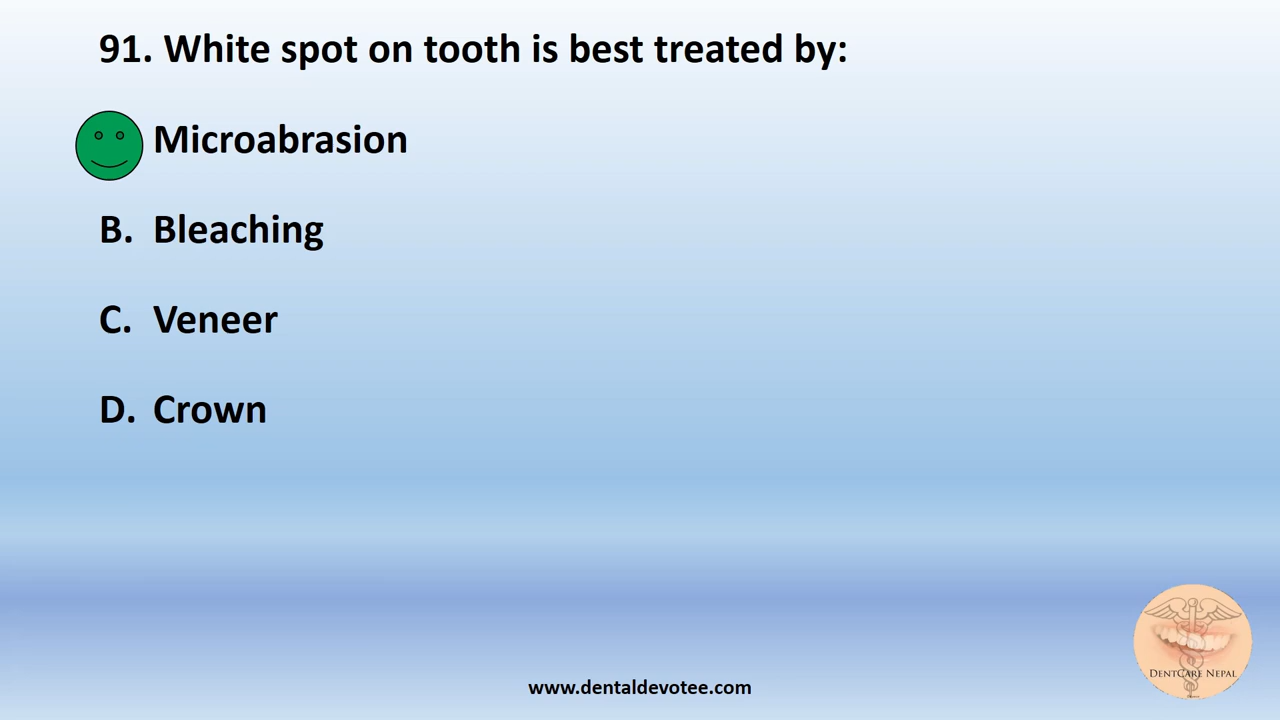 91. White spot on tooth is best treated by:
Microabrasion
B. Bleaching
C. Veneer
D. Crown
DENTCARE NEPAL
www.dentaldevotee.com